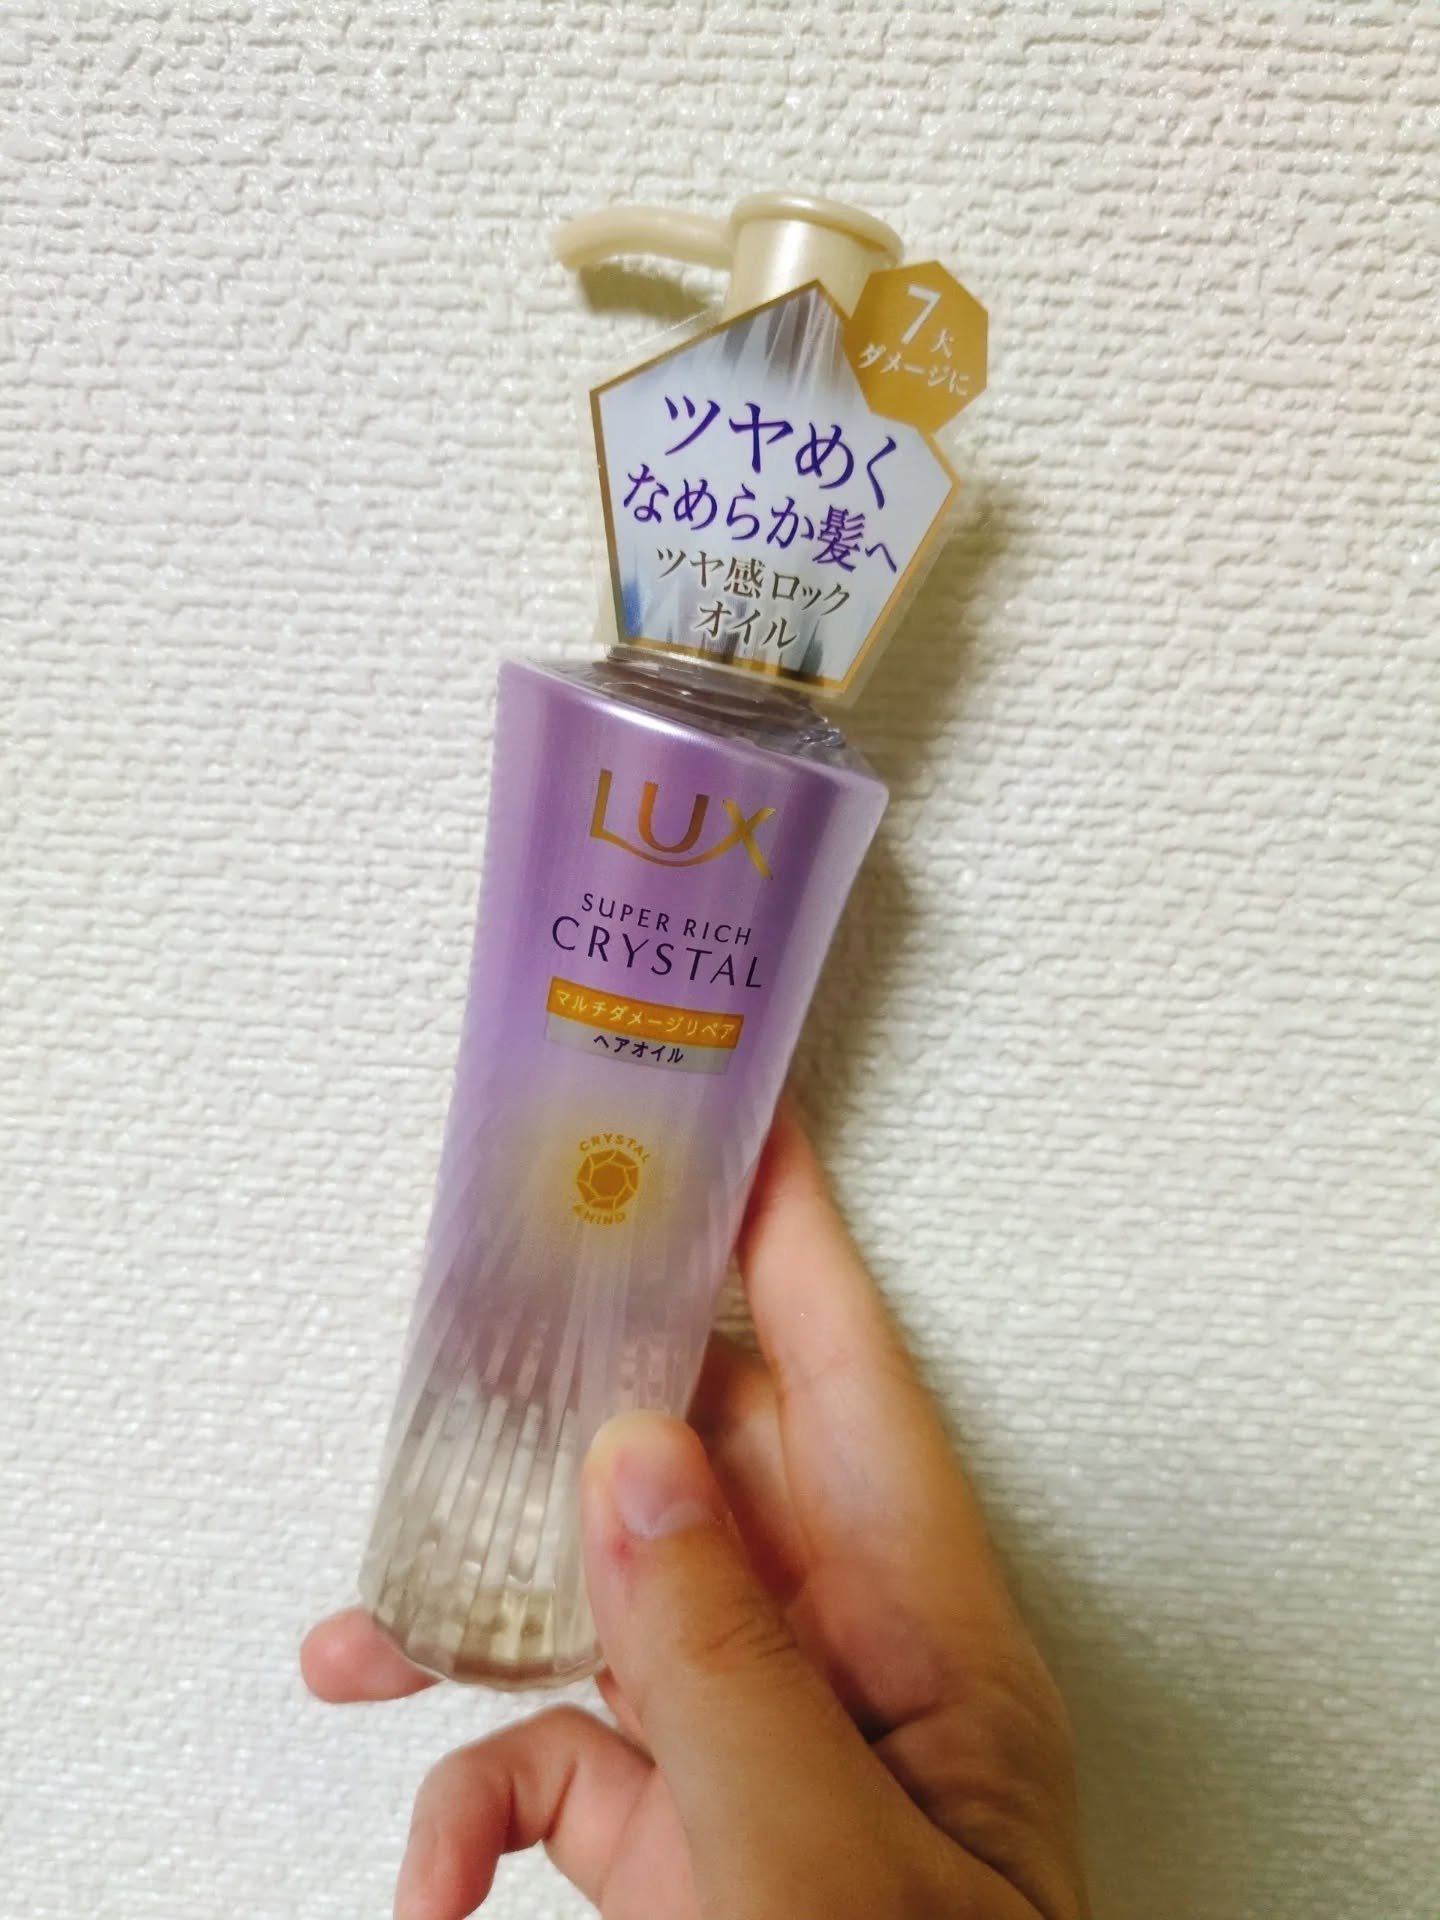 7大
ダメージに
ツヤめく
なめらか髪へ
ツヤ感ロック
オイル
LUX
SUPER RICH
CRYSTAL
マルチダメージリペア
ヘアオイル
CRYSTAL
AMINO